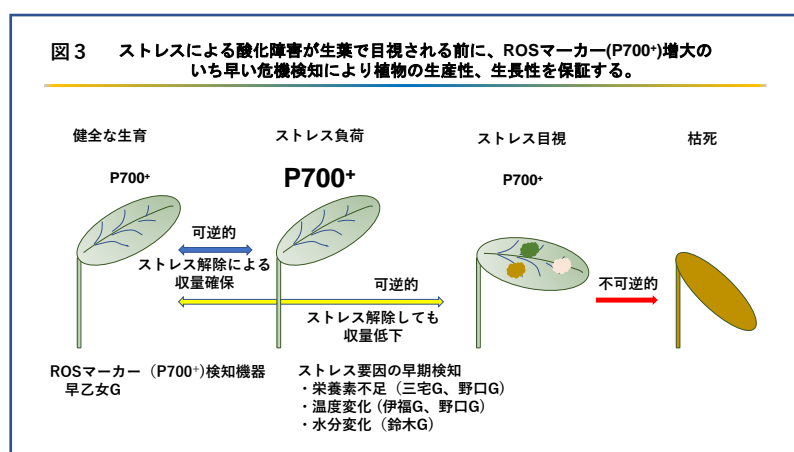 図３ ストレスによる酸化障害が生葉で目視される前に、ROSマーカー(P700⁺)増大の
いち早い危機検知により植物の生産性、生長性を保証する。
健全な生育
ストレス負荷
ストレス目視
枯死
P700⁺
P700⁺
P700⁺
可逆的
ストレス解除による
収量確保
可逆的
ストレス解除しても
収量低下
不可逆的
ROSマーカー（P700⁺)検知機器
早乙女G
ストレス要因の早期検知
・栄養素不足（三宅G、野口G）
・温度変化 (伊福G、野口G）
・水分変化（鈴木G）